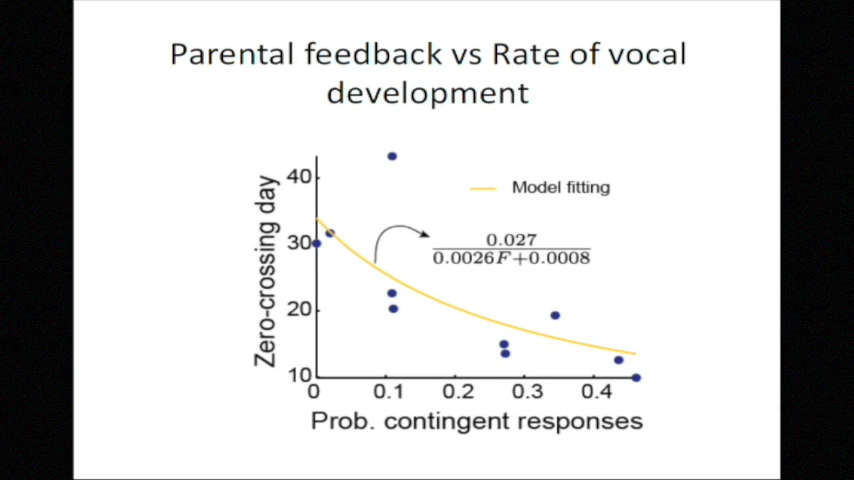 Parental feedback vs Rate of vocal
development
Zero-crossing day
40
30
20
10
Model fitting
0.027
0.0026F+0.0008
0
0.1
0.2
0.3
0.4
Prob. contingent responses